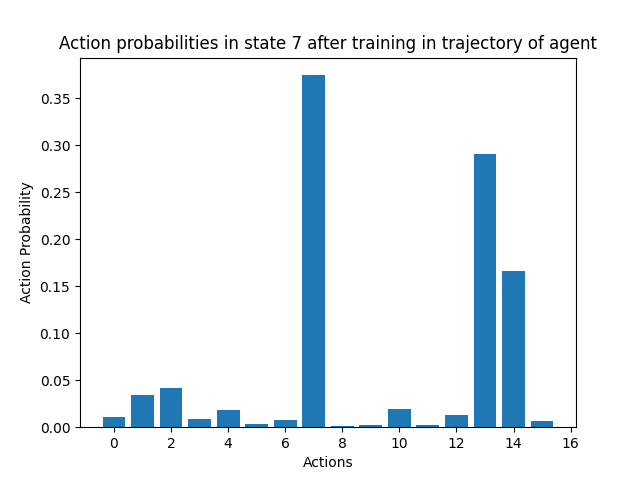 Action probabilities in state 7 after training in trajectory of agent
Action Probability
0.35
0.30
0.25
0.20
0.15
0.10
0.05
0.00
0 2 4 6 8 10 12 14 16
Actions